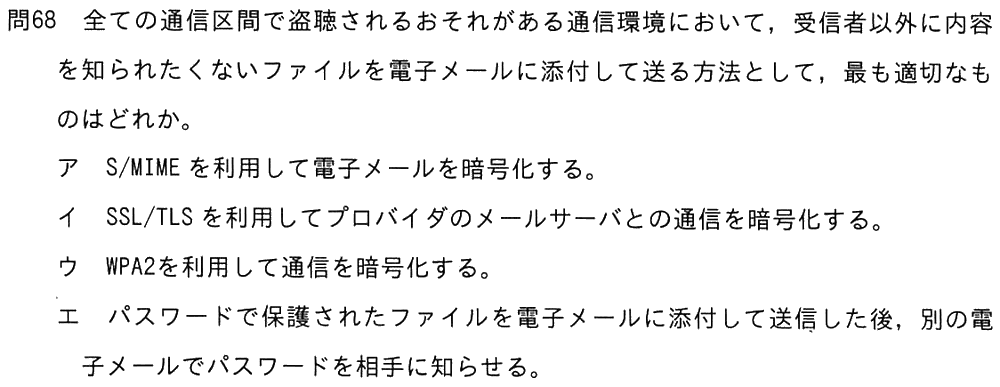 問68　全ての通信区間で盗聴されるおそれがある通信環境において，受信者以外に内容
を知られたくないファイルを電子メールに添付して送る方法として，最も適切なも
のはどれか。
ア　S/MIME を利用して電子メールを暗号化する。
イ　SSL/TLS を利用してプロバイダのメールサーバとの通信を暗号化する。
ウ　WPA2を利用して通信を暗号化する。
エ　パスワードで保護されたファイルを電子メールに添付して送信した後，別の電
子メールでパスワードを相手に知らせる。